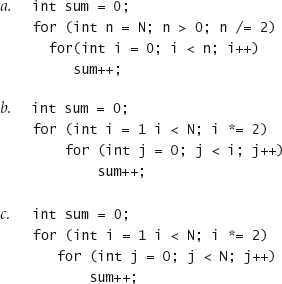 a. int sum = 0;
for (int n = N; n > 0; n /= 2)
for(int i = 0; i < n; i++)
sum++;
b. int sum = 0;
for (int i = 1 i < N; i *= 2)
for (int j = 0; j < i; j++)
sum++;
c. int sum = 0;
for (int i = 1 i < N; i *= 2)
for (int j = 0; j < N; j++)
sum++;